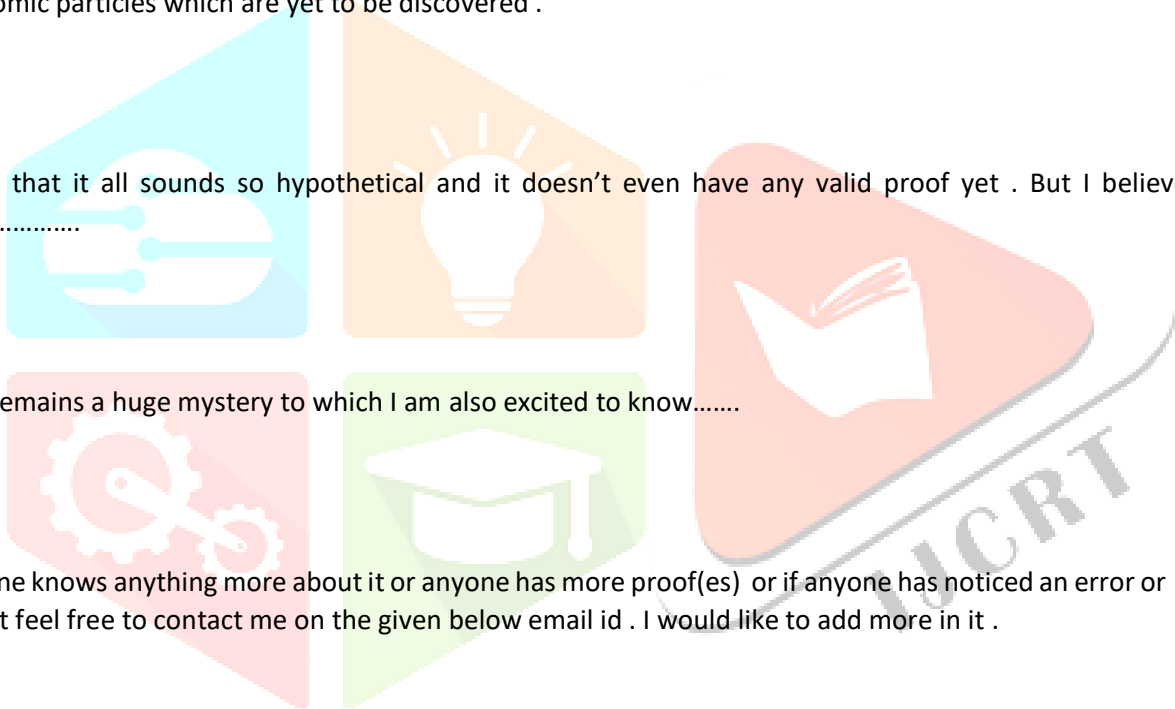 omic particles which are yet to be discovered .
that it all sounds so hypothetical and it doesn’t even have any valid proof yet . But I believ
…………..
emains a huge mystery to which I am also excited to know…….
ne knows anything more about it or anyone has more proof(es) or if anyone has noticed an error or
t feel free to contact me on the given below email id . I would like to add more in it .
IJCRT